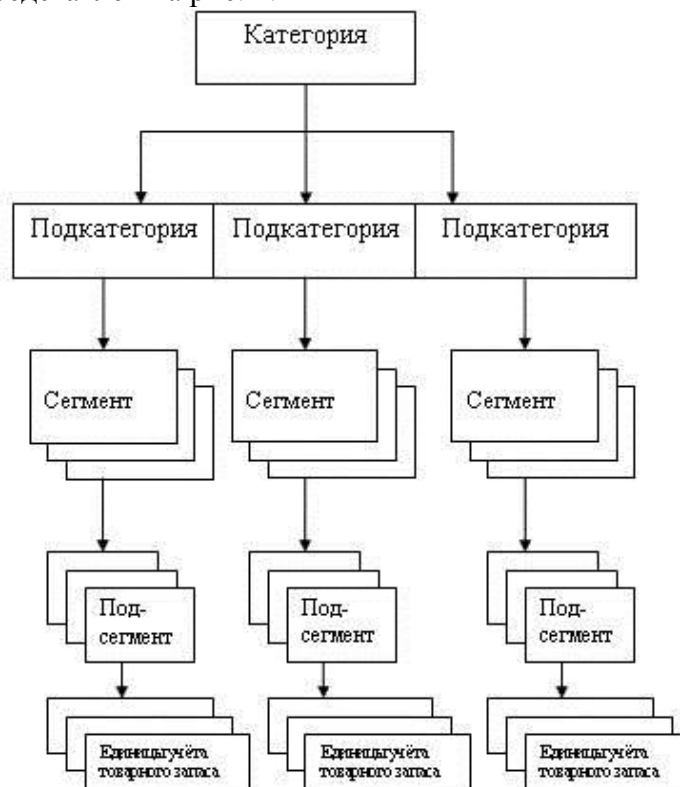 Категория
Подкатегория Подкатегория Подкатегория
Сегмент Сегмент Сегмент
Под-
сегмент
Под-
сегмент
Под-
сегмент
Единицы учёта
товарного запаса
Единицы учёта
товарного запаса
Единицы учёта
товарного запаса